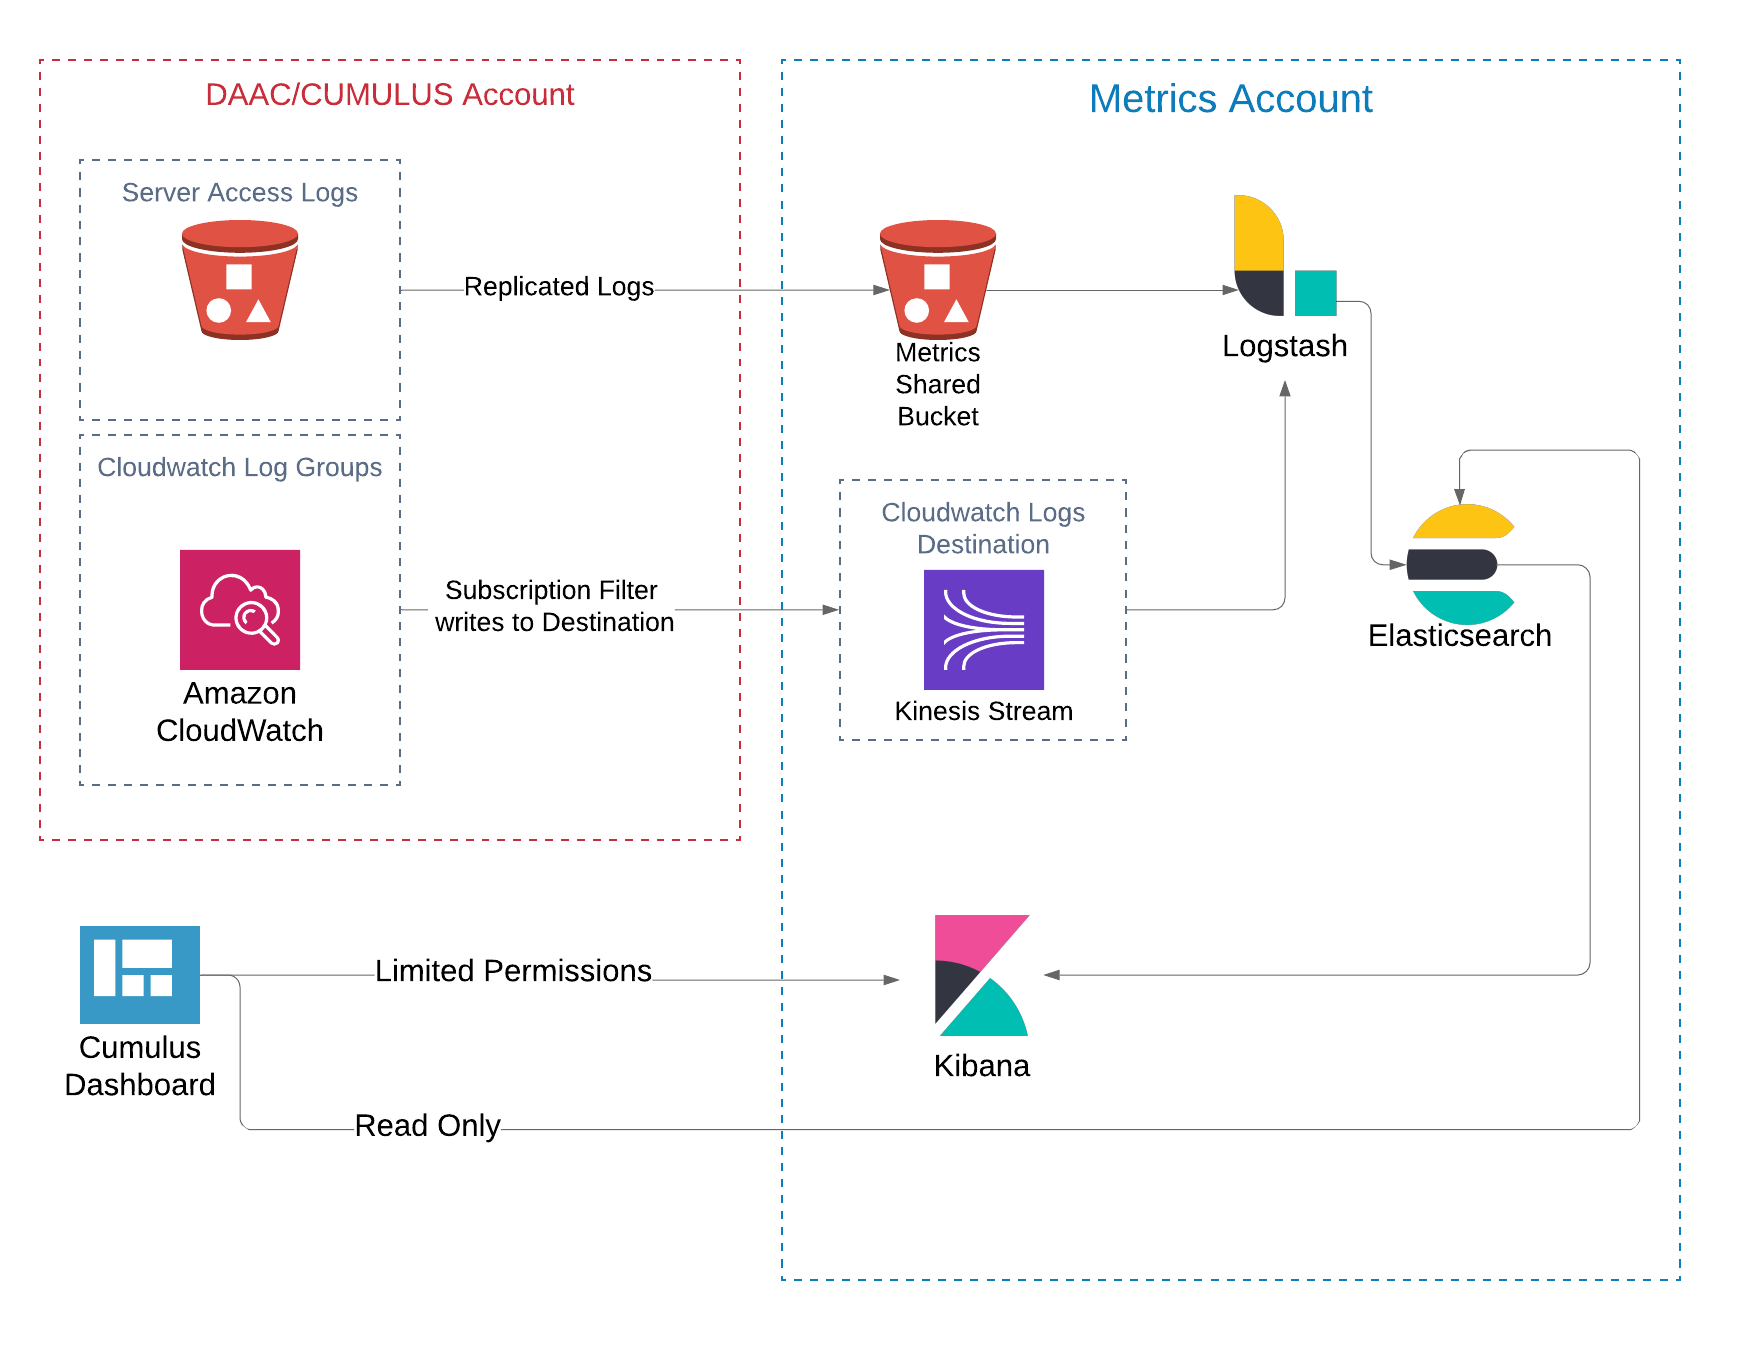 DAAC/CUMULUS Account
Server Access Logs
Replicated Logs
Cloudwatch Log Groups
Amazon
CloudWatch
Subscription Filter
writes to Destination
Metrics Account
Metrics
Shared
Bucket
Logstash
Cloudwatch Logs
Destination
Kinesis Stream
Elasticsearch
Cumulus
Dashboard
Limited Permissions
Kibana
Read Only